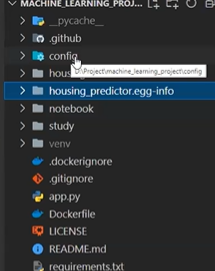 MACHINE_LEARNING_PROJ...
__pycache__
.github
config
D:\Project\machine_learning_project\config
housing_predictor.egg-info
notebook
study
venv
.dockerignore
.gitignore
app.py
Dockerfile
LICENSE
README.md
requirements.txt